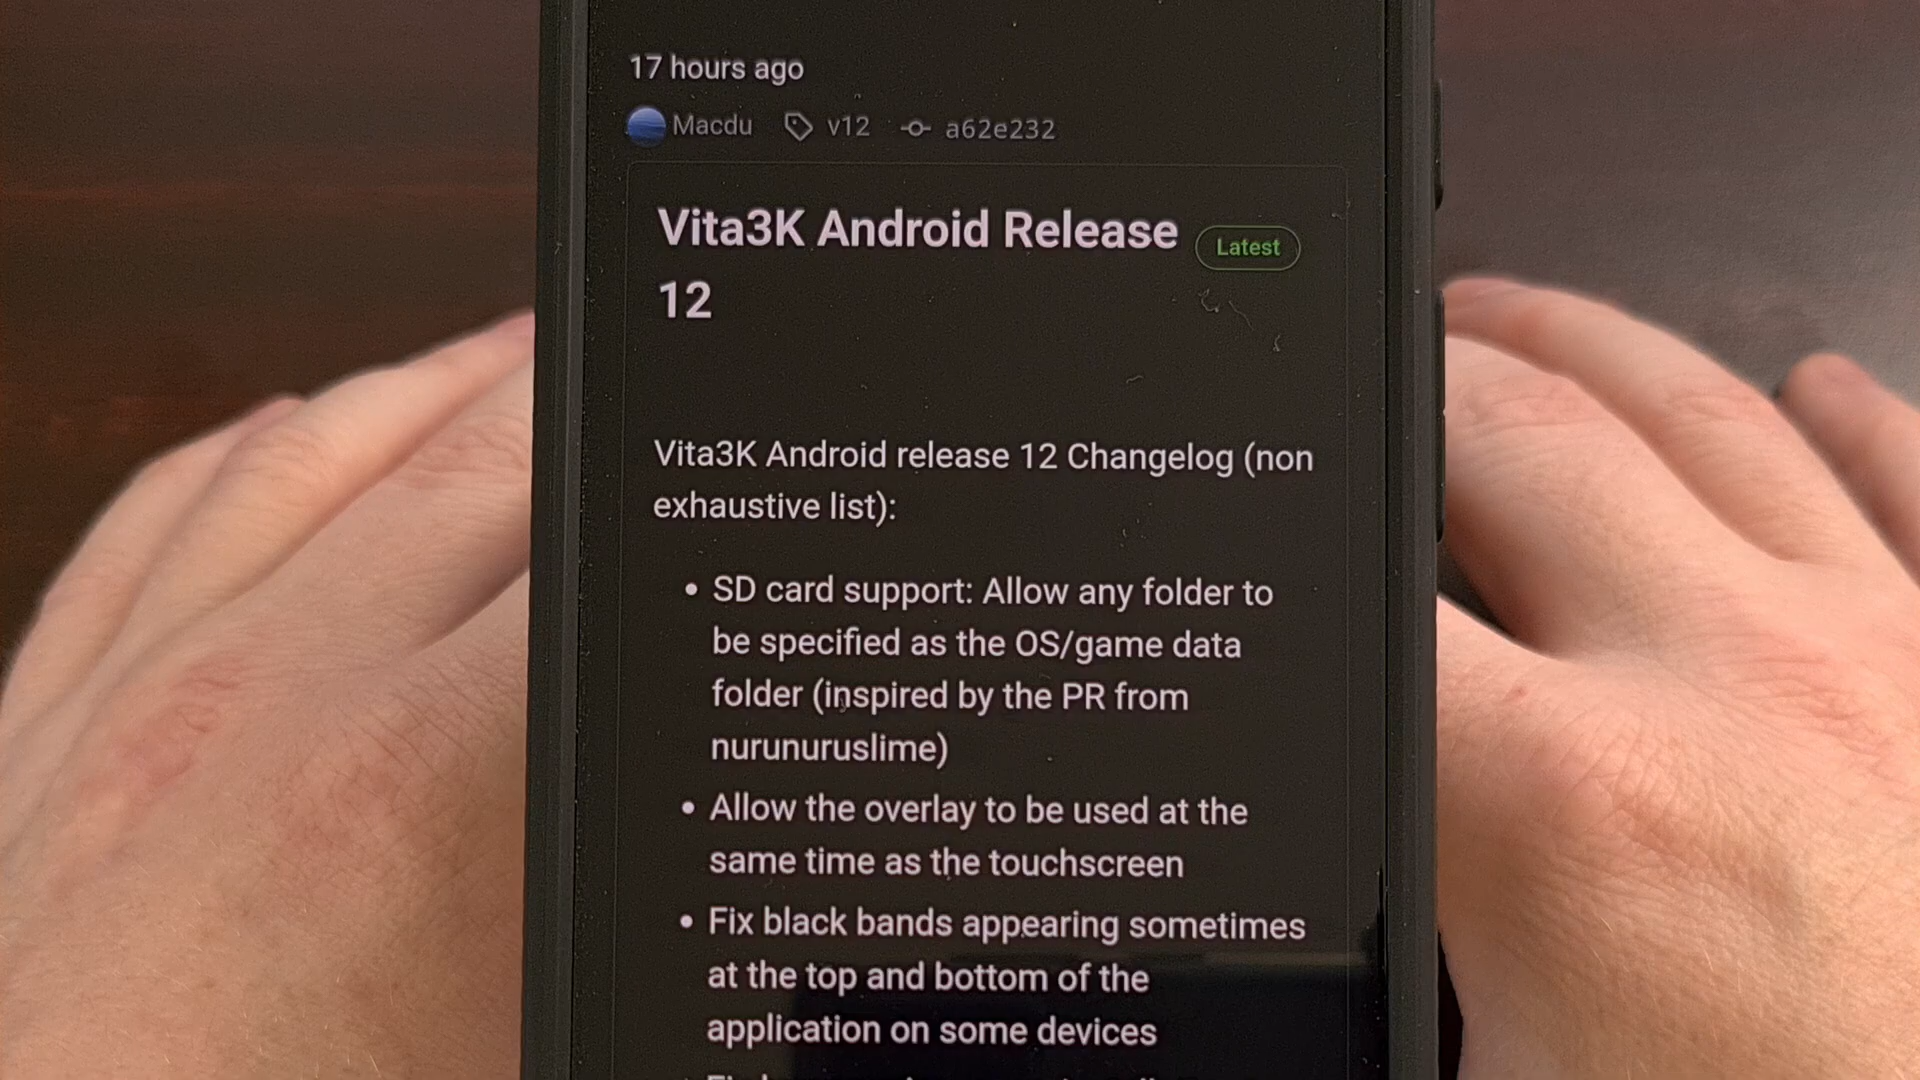 17 hours ago
Macdu v12 a62e232
Vita3K Android Release Latest
12
Vita3K Android release 12 Changelog (non
exhaustive list):
• SD card support: Allow any folder to
be specified as the OS/game data
folder (inspired by the PR from
nurunuruslime)
• Allow the overlay to be used at the
same time as the touchscreen
• Fix black bands appearing sometimes
at the top and bottom of the
application on some devices